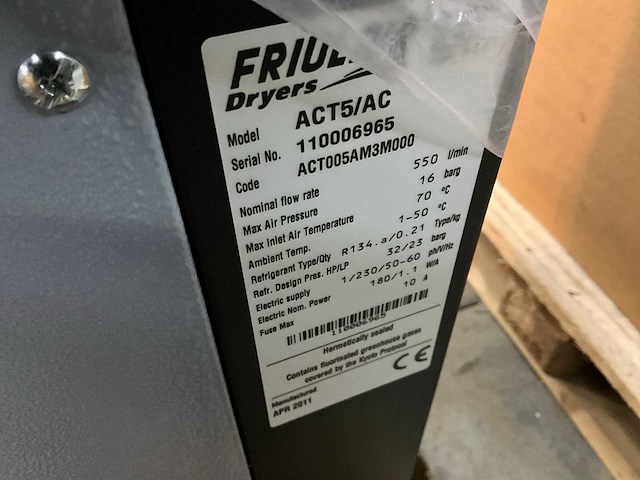 Dryers
Model ACT5/AC
Serial No. 110006965
Code ACT005AM3M000
Nominal flow rate 550 l/min
Max Air Pressure 16 barg
Max Inlet Air Temperature 70 °C
Ambient Temp. 1-50 °C
Refrigerant Type/Qty R134.a/0.21 Type/kg
Refr. Design Pres. HP/LP 32/23 barg
Electric supply 1/230/50-60 ph/V/Hz
Electric Nom. Power 180/1.1 W/A
Fuse Max 10 A
110006965
Hermetically sealed
Contains fluorinated greenhouse gases
covered by the Kyoto Protocol
CE
Manufactured
APR 2011